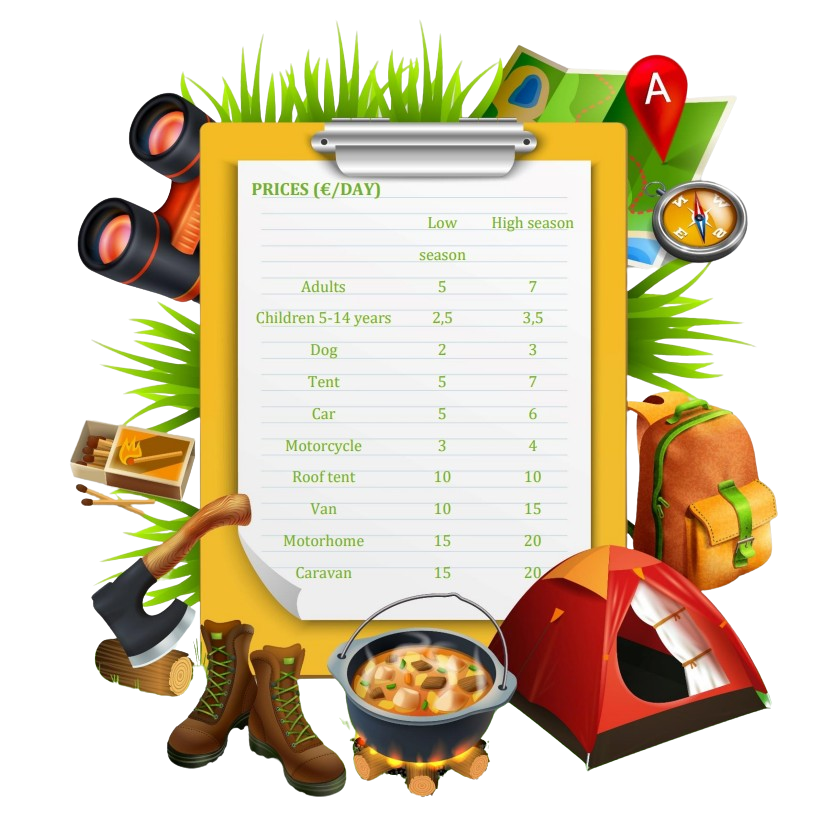 A
PRICES (€/DAY)
Low High season
season
Adults 5 7
Children 5-14 years 2,5 3,5
Dog 2 3
Tent 5 7
Car 5 6
Motorcycle 3 4
Roof tent 10 10
Van 10 15
Motorhome 15 20
Caravan 15 20
N W E S